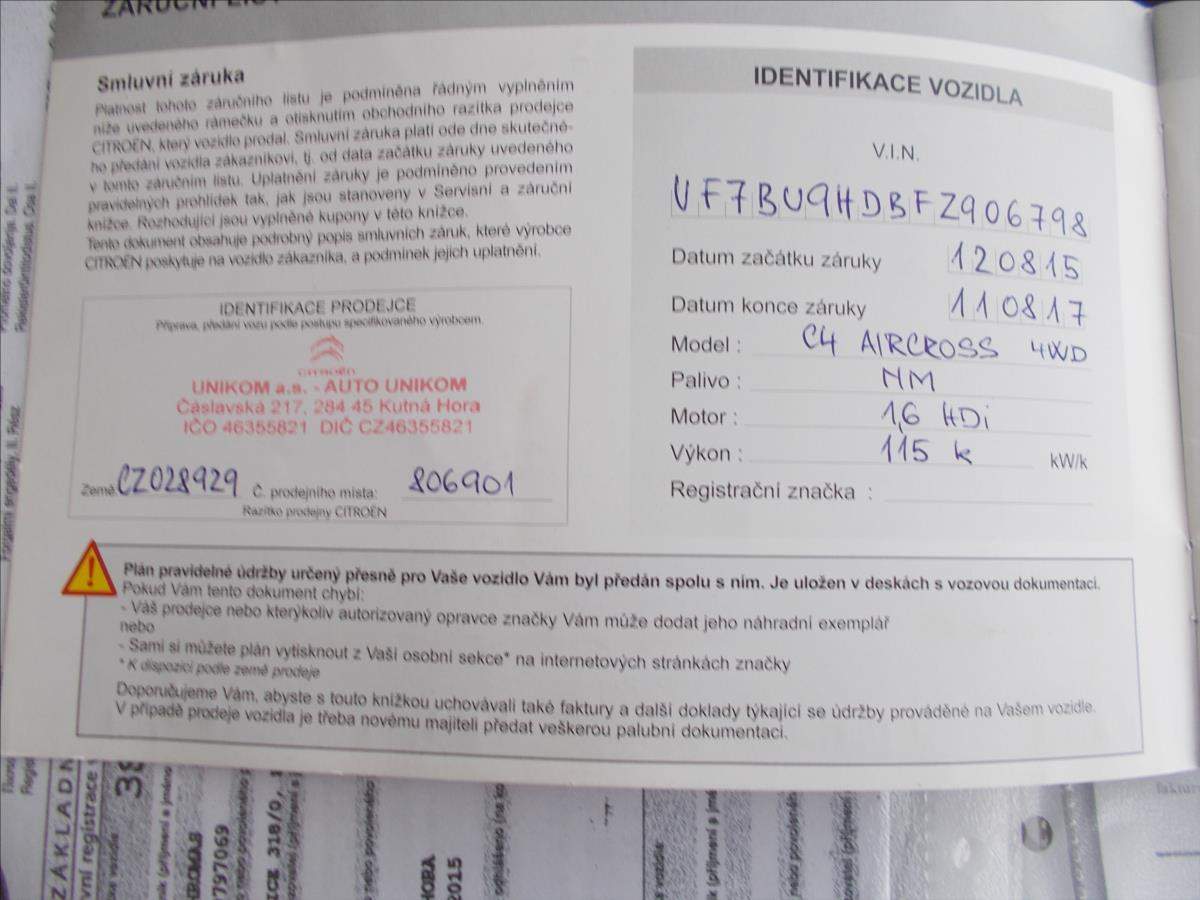 ZÁRUČNÍ LIST
Smluvní záruka
Platnost tohoto záručního listu je podmíněna řádným vyplněním
níže uvedeného rámečku a otisknutím obchodního razítka prodejce
CITROËN, který vozidlo prodal. Smluvní záruka platí ode dne skutečné-
ho předání vozidla zákazníkovi, tj. od data začátku záruky uvedeného
v tomto záručním listu. Uplatnění záruky je podmíněno provedením
pravidelných prohlídek tak, jak jsou stanoveny v Servisní a záruční
knížce. Rozhodující jsou vyplněné kupony v této knížce.
Tento dokument obsahuje podrobný popis smluvních záruk, které výrobce
CITROËN poskytuje na vozidlo zákazníka, a podmínek jejich uplatnění.
IDENTIFIKACE PRODEJCE
Příprava, předání vozu podle postupu specifikovaného výrobcem.
CITROËN
UNIKOM a.s. - AUTO UNIKOM
Čáslavská 217, 284 45 Kutná Hora
IČO 46355821 DIČ CZ46355821
Země CZ028929 Č. prodejního místa: 806901
Razítko prodejny CITROËN
IDENTIFIKACE VOZIDLA
V.I.N.
VF7BU9HDBFZ906798
Datum začátku záruky 120815
Datum konce záruky 110817
Model : C4 AIRCROSS 4WD
Palivo : NM
Motor : 1,6 HDi
Výkon : 115 k kW/k
Registrační značka :
Plán pravidelné údržby určený přesně pro Vaše vozidlo Vám byl předán spolu s ním. Je uložen v deskách s vozovou dokumentací.
Pokud Vám tento dokument chybí:
- Váš prodejce nebo kterýkoliv autorizovaný opravce značky Vám může dodat jeho náhradní exemplář
nebo
- Sami si můžete plán vytisknout z Vaší osobní sekce* na internetových stránkách značky
* K dispozici podle země prodeje
Doporučujeme Vám, abyste s touto knížkou uchovávali také faktury a další doklady týkající se údržby prováděné na Vašem vozidle.
V případě prodeje vozidla je třeba novému majiteli předat veškerou palubní dokumentaci.
797069
HORA
2015